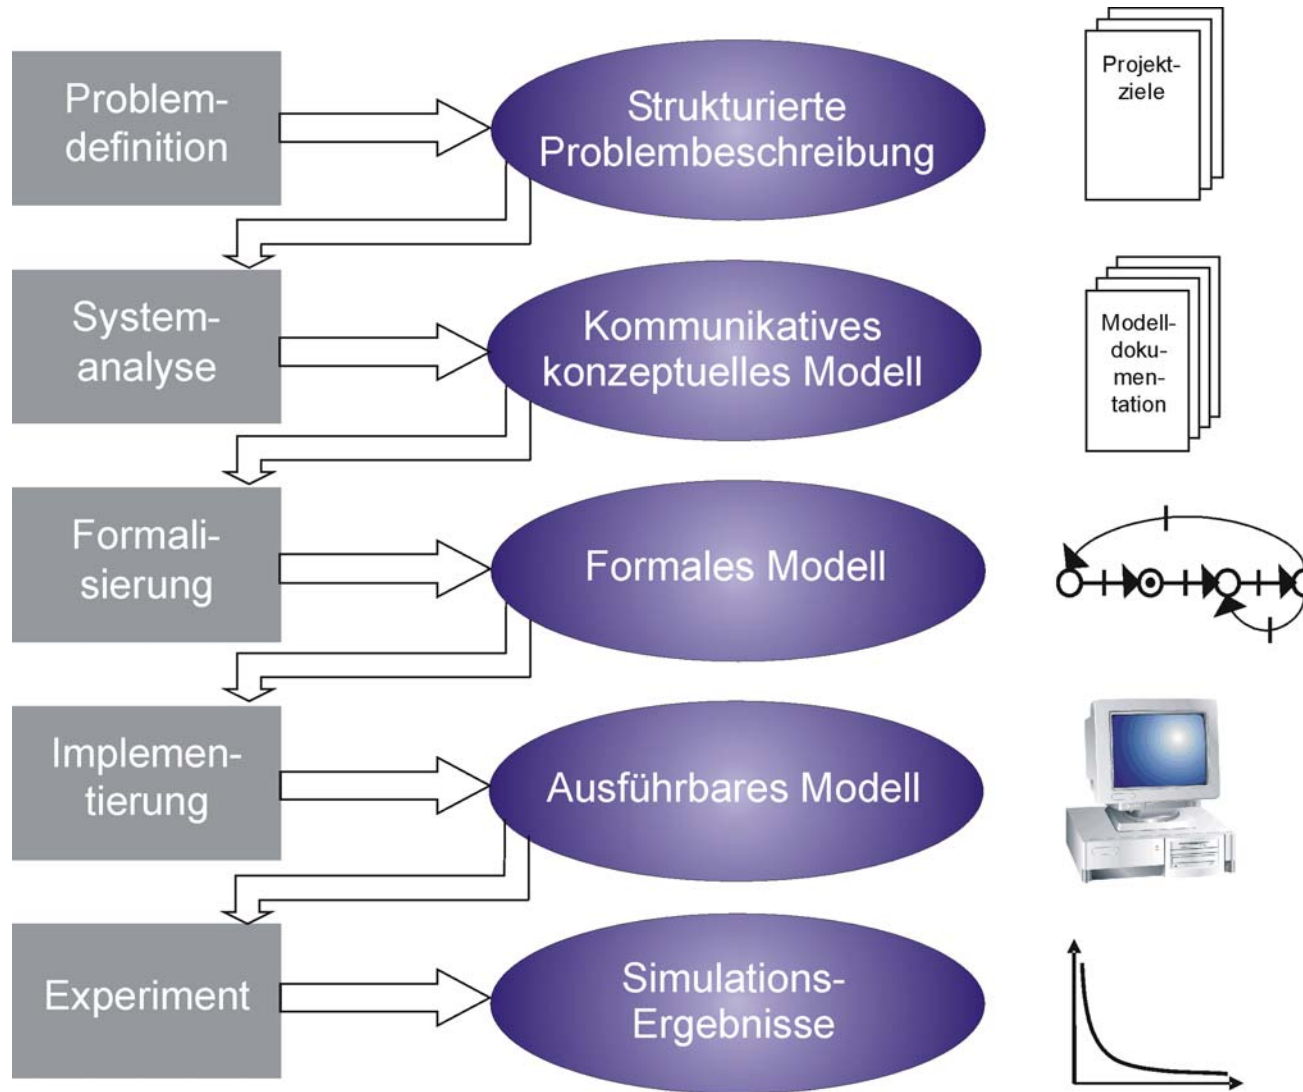 Problem-
definition
Strukturierte
Problembeschreibung
Projekt-
ziele
System-
analyse
Kommunikatives
konzeptuelles Modell
Modell-
doku-
men-
tation
Formali-
sierung
Formales Modell
Implemen-
tierung
Ausführbares Modell
Experiment
Simulations-
Ergebnisse